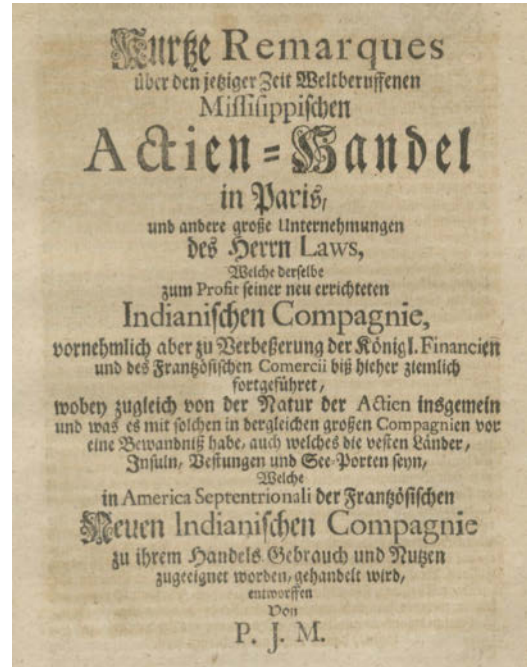 Kurtze Remarques
über den jetziger Zeit Weltberuffenen
Missisippischen
Actien-Handel
in Paris,
und andere große Unternehmungen
des Herrn Laws,
Welche derselbe
zum Profit seiner neu errichteten
Indianischen Compagnie,
vornehmlich aber zu Verbeßerung der Königl. Financien
und des Frantzösischen Comercii biß hieher ziemlich
fortgeführet,
wobey zugleich von der Natur der Actien insgemein
und was es mit solchen in dergleichen großen Compagnien vor
eine Bewandniß habe, auch welches die vesten Länder,
Insuln, Vestungen und See-Porten seyn,
Welche
in America Septentrionali der Frantzösischen
Neuen Indianischen Compagnie
zu ihrem Handels Gebrauch und Nutzen
zugeeignet worden, gehandelt wird,
entworffen
Von
P. J. M.